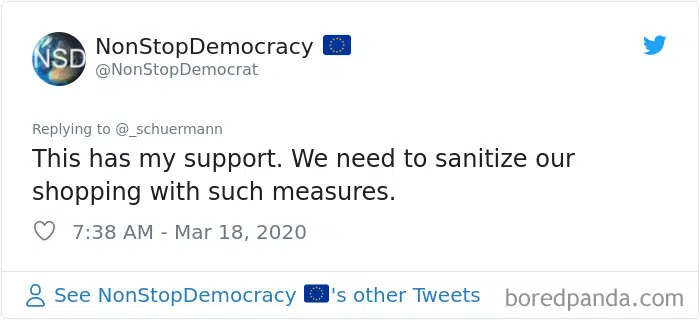 NSD
NonStopDemocracy 🇪🇺
@NonStopDemocrat
Replying to @_schuermann
This has my support. We need to sanitize our
shopping with such measures.
7:38 AM - Mar 18, 2020
See NonStopDemocracy 🇪🇺's other Tweets
boredpanda.com